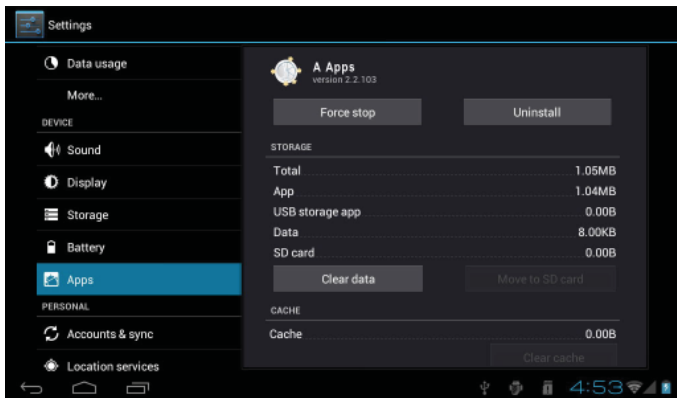 Settings
Data usage
More...
DEVICE
Sound
Display
Storage
Battery
Apps
PERSONAL
Accounts & sync
Location services
A Apps
version 2.2.103
Force stop
Uninstall
STORAGE
Total 1.05MB
App 1.04MB
USB storage app 0.00B
Data 8.00KB
SD card 0.00B
Clear data
Move to SD card
CACHE
Cache 0.00B
Clear cache
4:53